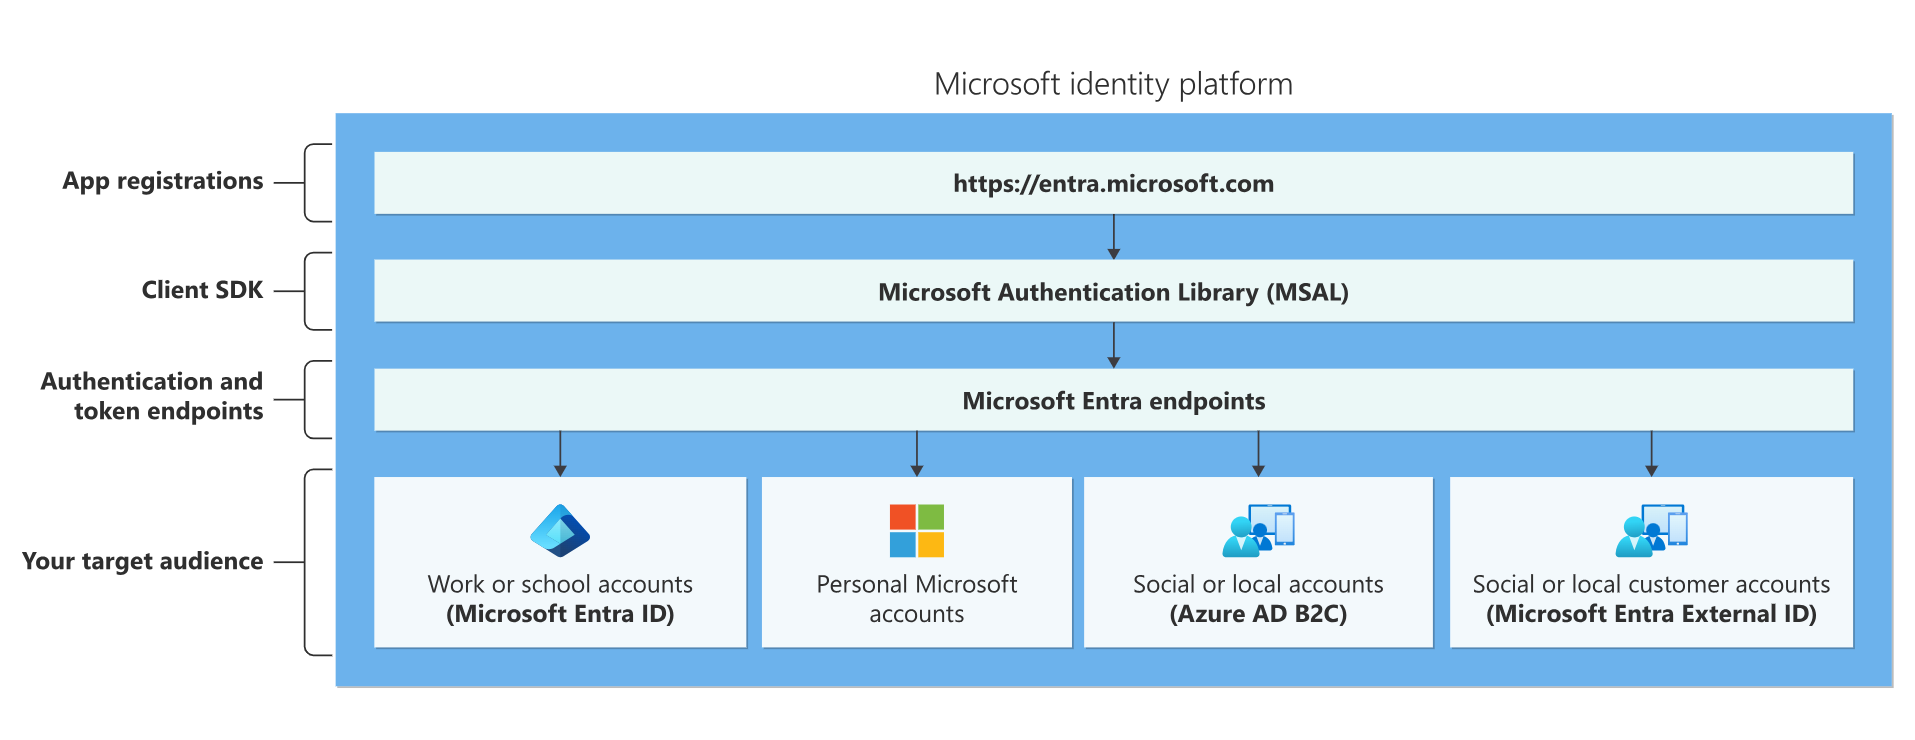 Microsoft identity platform
App registrations
https://entra.microsoft.com
Client SDK
Microsoft Authentication Library (MSAL)
Authentication and
token endpoints
Microsoft Entra endpoints
Your target audience
Work or school accounts
(Microsoft Entra ID)
Personal Microsoft
accounts
Social or local accounts
(Azure AD B2C)
Social or local customer accounts
(Microsoft Entra External ID)